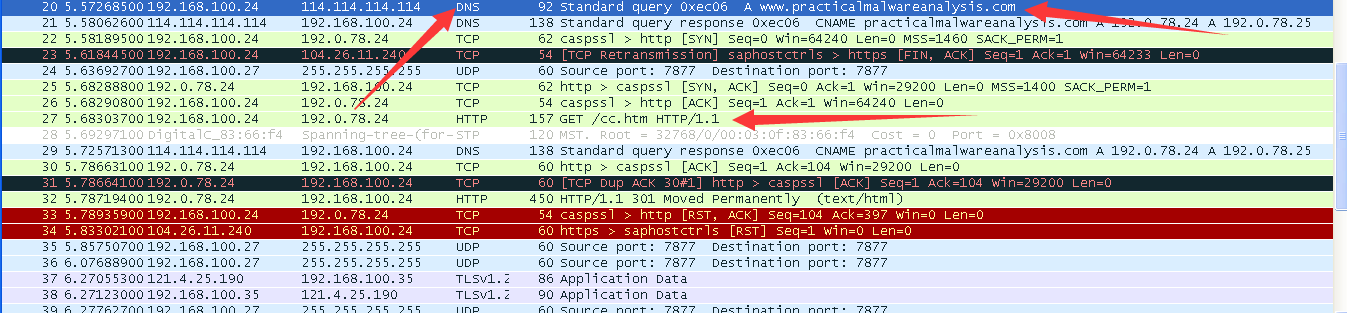 20 5.57268500 192.168.100.24 114.114.114.114 DNS 92 Standard query 0xec06 A www.practicalmalwareanalysis.com
21 5.58062600 114.114.114.114 192.168.100.24 DNS 138 Standard query response 0xec06 CNAME practicalmalwareanalysis.com A 192.0.78.24 A 192.0.78.25
22 5.58189500 192.168.100.24 192.0.78.24 TCP 62 caspssl > http [SYN] Seq=0 Win=64240 Len=0 MSS=1460 SACK_PERM=1
23 5.61844500 192.168.100.24 104.26.11.240 TCP 54 [TCP Retransmission] saphostctrls > https [FIN, ACK] Seq=1 Ack=1 Win=64233 Len=0
24 5.63692700 192.168.100.27 255.255.255.255 UDP 60 Source port: 7877 Destination port: 7877
25 5.68288800 192.0.78.24 192.168.100.24 TCP 62 http > caspssl [SYN, ACK] Seq=0 Ack=1 Win=29200 Len=0 MSS=1400 SACK_PERM=1
26 5.68290800 192.168.100.24 192.0.78.24 TCP 54 caspssl > http [ACK] Seq=1 Ack=1 Win=64240 Len=0
27 5.68303700 192.168.100.24 192.0.78.24 HTTP 157 GET /cc.htm HTTP/1.1
28 5.69297100 DigitalC_83:66:f4 Spanning-tree-(for- STP 120 MST. Root = 32768/0/00:03:0f:83:66:f4 Cost = 0 Port = 0x8008
29 5.72571300 114.114.114.114 192.168.100.24 DNS 138 Standard query response 0xec06 CNAME practicalmalwareanalysis.com A 192.0.78.24 A 192.0.78.25
30 5.78663100 192.0.78.24 192.168.100.24 TCP 60 http > caspssl [ACK] Seq=1 Ack=104 Win=29200 Len=0
31 5.78664100 192.0.78.24 192.168.100.24 TCP 60 [TCP Dup ACK 30#1] http > caspssl [ACK] Seq=1 Ack=104 Win=29200 Len=0
32 5.78719400 192.0.78.24 192.168.100.24 HTTP 450 HTTP/1.1 301 Moved Permanently (text/html)
33 5.78935900 192.168.100.24 192.0.78.24 TCP 54 caspssl > http [RST, ACK] Seq=104 Ack=397 Win=0 Len=0
34 5.83302100 104.26.11.240 192.168.100.24 TCP 60 https > saphostctrls [RST] Seq=1 Win=0 Len=0
35 5.85750700 192.168.100.27 255.255.255.255 UDP 60 Source port: 7877 Destination port: 7877
36 6.07688900 192.168.100.27 255.255.255.255 UDP 60 Source port: 7877 Destination port: 7877
37 6.27055300 121.4.25.190 192.168.100.35 TLSv1.2 86 Application Data
38 6.27123000 192.168.100.35 121.4.25.190 TLSv1.2 90 Application Data
39 6.27762700 192.168.100.27 255.255.255.255 UDP 60 Source port: 7877 Destination port: 7877